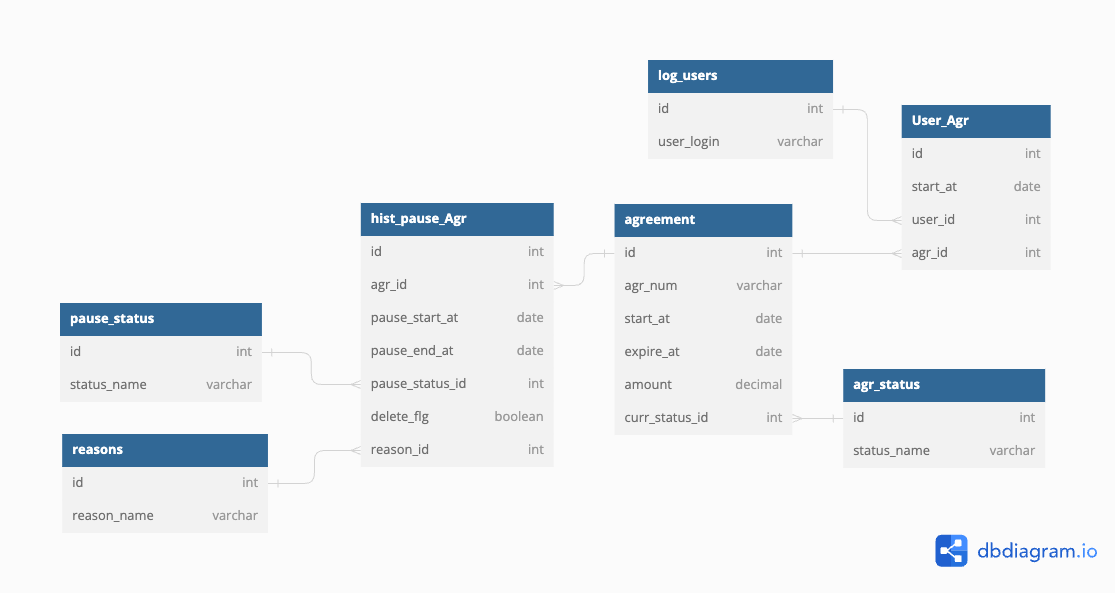 log_users
id int
user_login varchar
User_Agr
id int
start_at date
user_id int
agr_id int
hist_pause_Agr
id int
agr_id int
pause_start_at date
pause_end_at date
pause_status_id int
delete_flg boolean
reason_id int
agreement
id int
agr_num varchar
start_at date
expire_at date
amount decimal
curr_status_id int
pause_status
id int
status_name varchar
agr_status
id int
status_name varchar
reasons
id int
reason_name varchar
dbdiagram.io